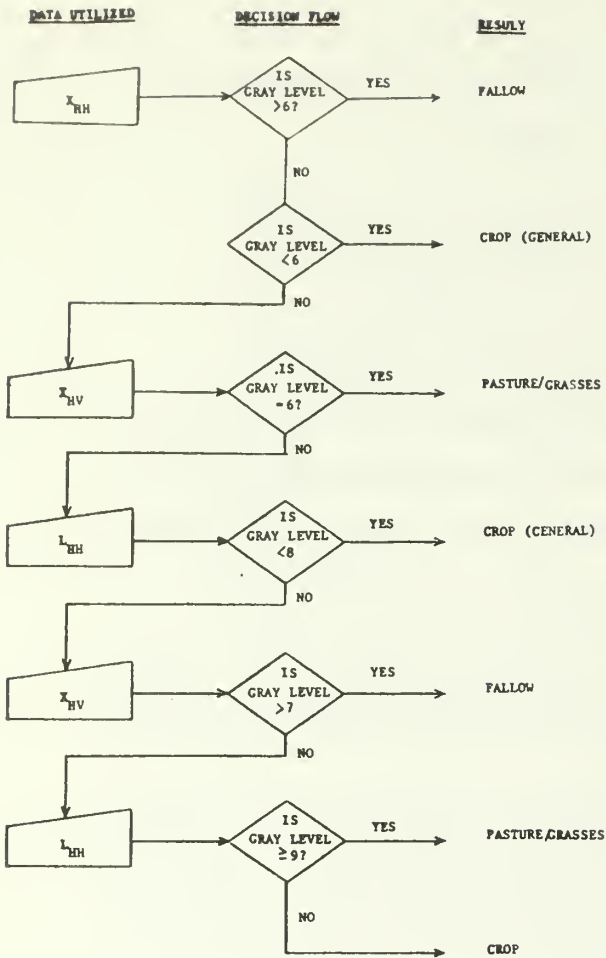 DATA UTILIZED DECISION FLOW RESULY
X_HH IS GRAY LEVEL >6? YES FALLOW
NO
IS GRAY LEVEL <6 YES CROP (GENERAL)
NO
X_HV .IS GRAY LEVEL =6? YES PASTURE/GRASSES
NO
L_HH IS GRAY LEVEL <8 YES CROP (GENERAL)
NO
X_HV IS GRAY LEVEL >7 YES FALLOW
NO
L_HH IS GRAY LEVEL ≥9? YES PASTURE/GRASSES
NO
CROP